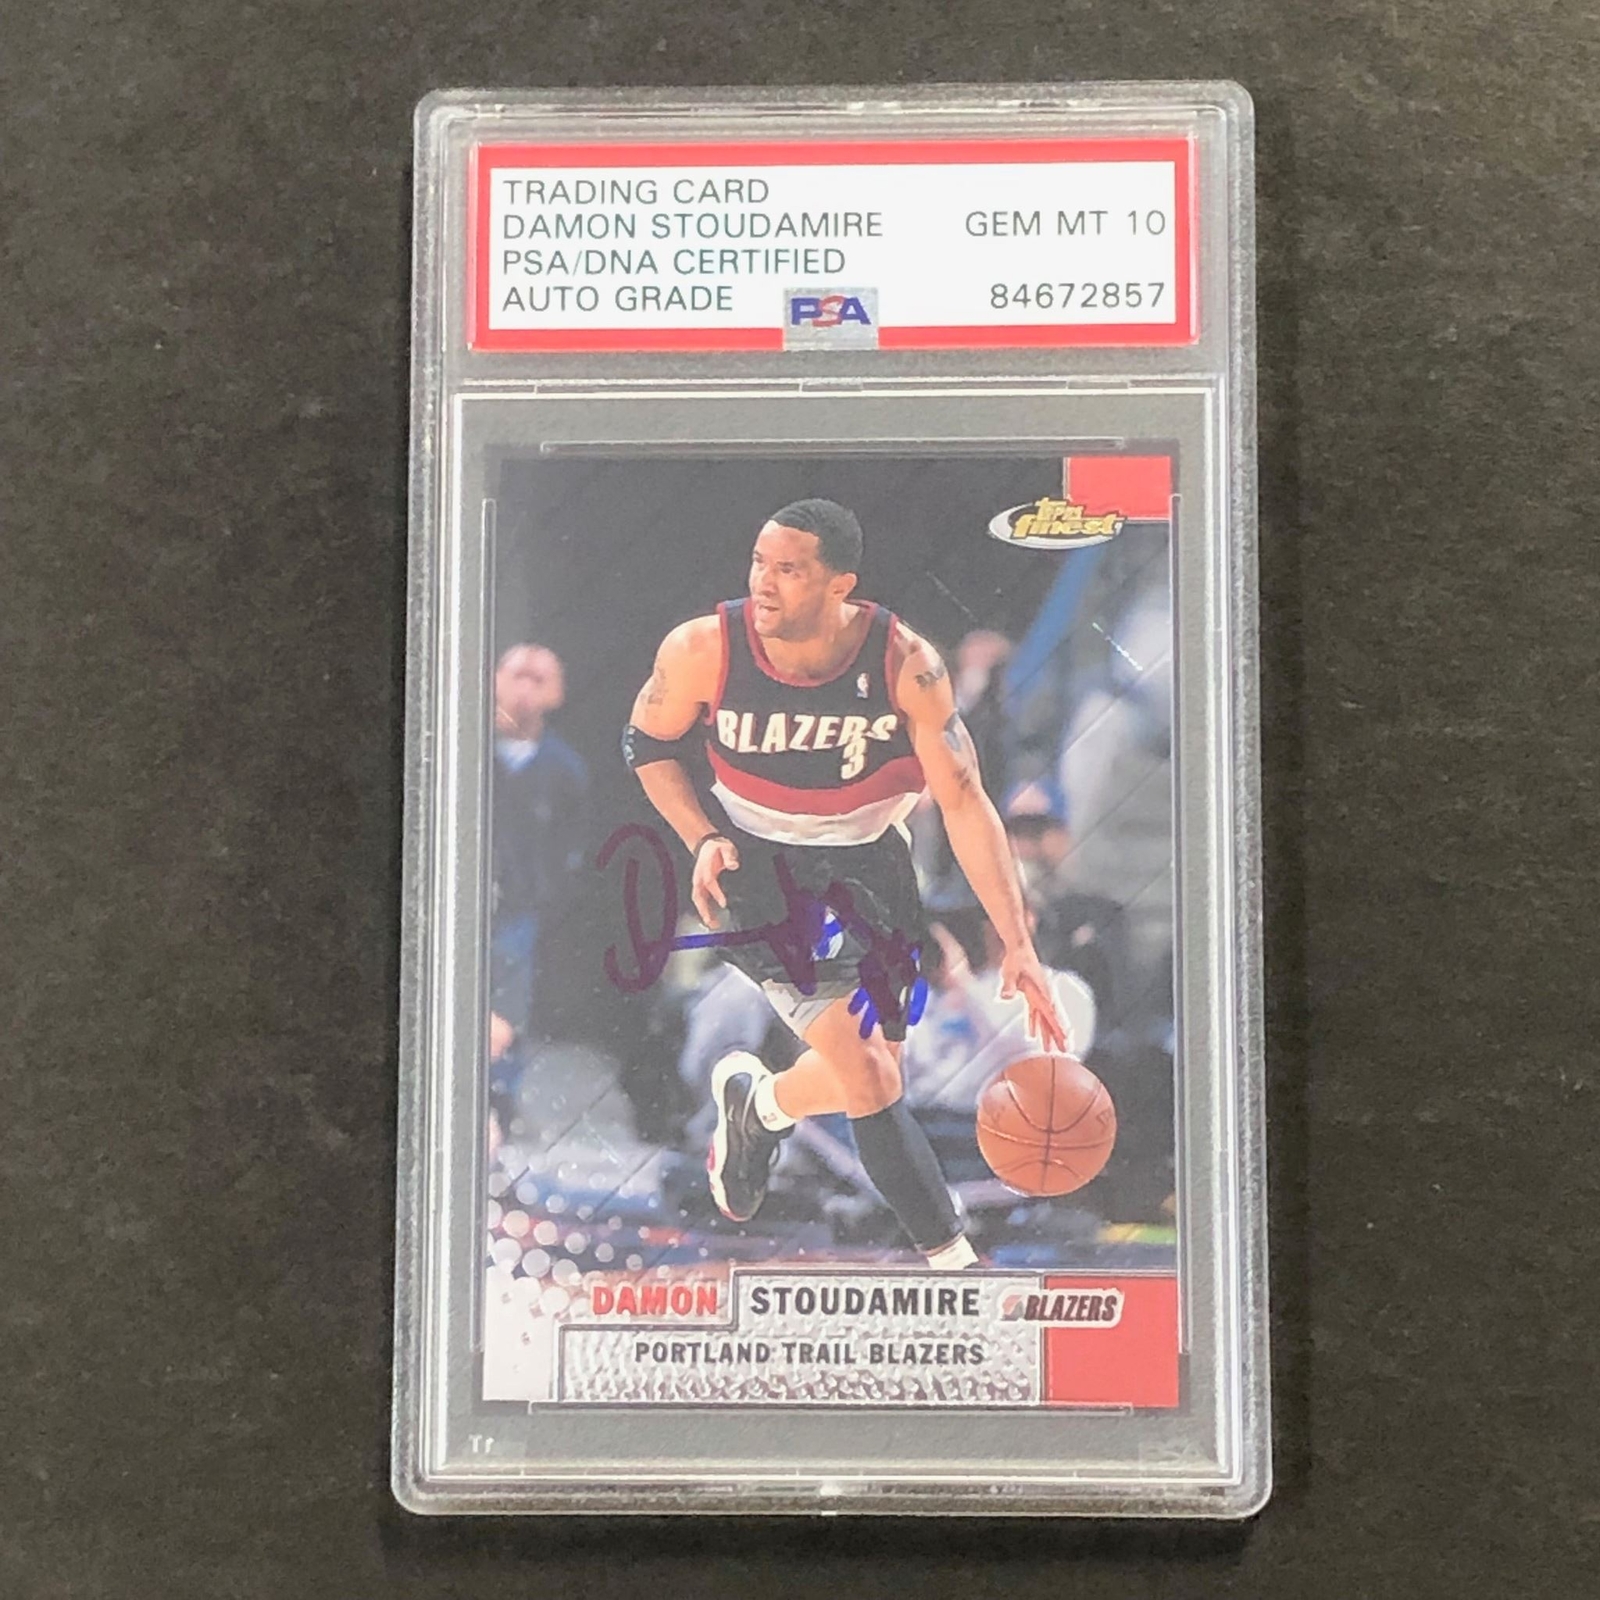 TRADING CARD
DAMON STOUDAMIRE GEM MT 10
PSA/DNA CERTIFIED
AUTO GRADE PSA 84672857
finest
BLAZERS
3
DAMON STOUDAMIRE BLAZERS
PORTLAND TRAIL BLAZERS